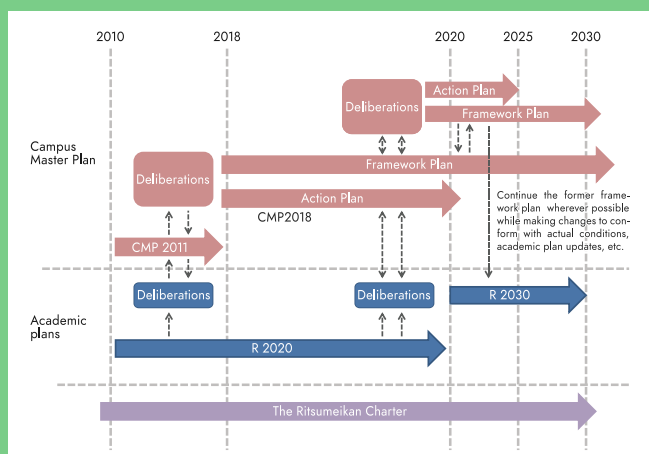 2010
2018
2020
2025
2030
Action Plan
Deliberations
Framework Plan
Campus
Master Plan
Framework Plan
Deliberations
Action Plan
CMP2018
Continue the former frame-
work plan wherever possible
while making changes to con-
form with actual conditions,
academic plan updates, etc.
CMP 2011
Deliberations
Deliberations
R 2030
Academic
plans
R 2020
The Ritsumeikan Charter